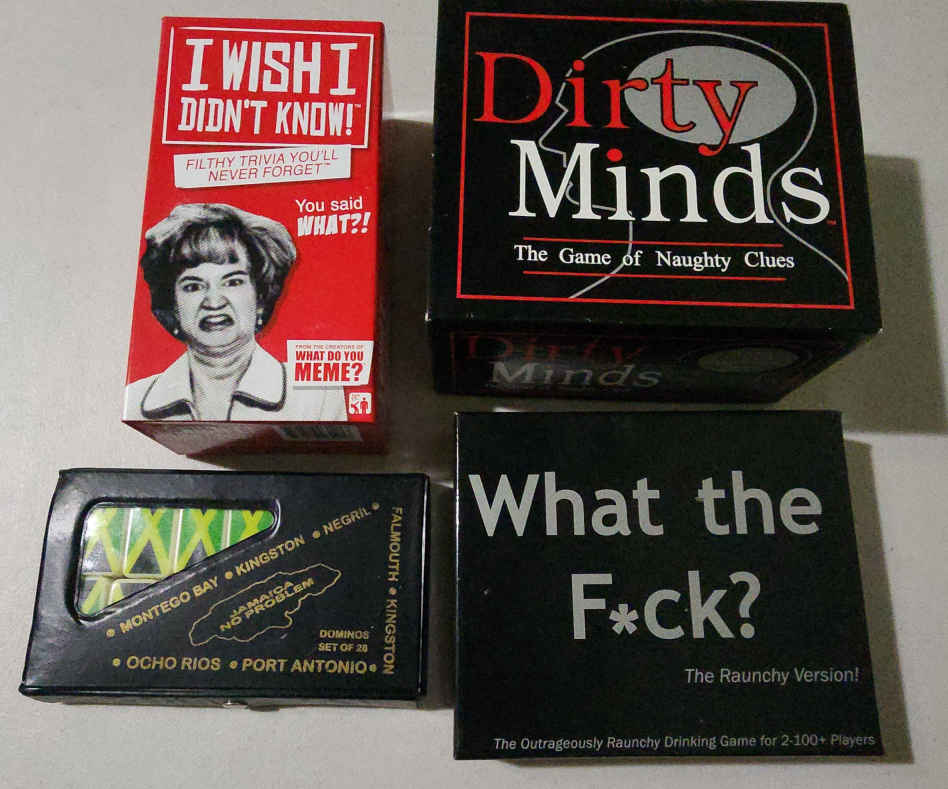 I WISH I
DIDN'T KNOW!™
FILTHY TRIVIA YOU'LL
NEVER FORGET™
You said
WHAT?!
FROM THE CREATORS OF
WHAT DO YOU
MEME?
Dirty
Minds™
The Game of Naughty Clues
Dirty
Minds
MONTEGO BAY • KINGSTON • NEGRIL •
FALMOUTH • KINGSTON
JAMAICA
NO PROBLEM
DOMINOS
SET OF 28
• OCHO RIOS • PORT ANTONIO •
What the
F*ck?
The Raunchy Version!
The Outrageously Raunchy Drinking Game for 2-100+ Players